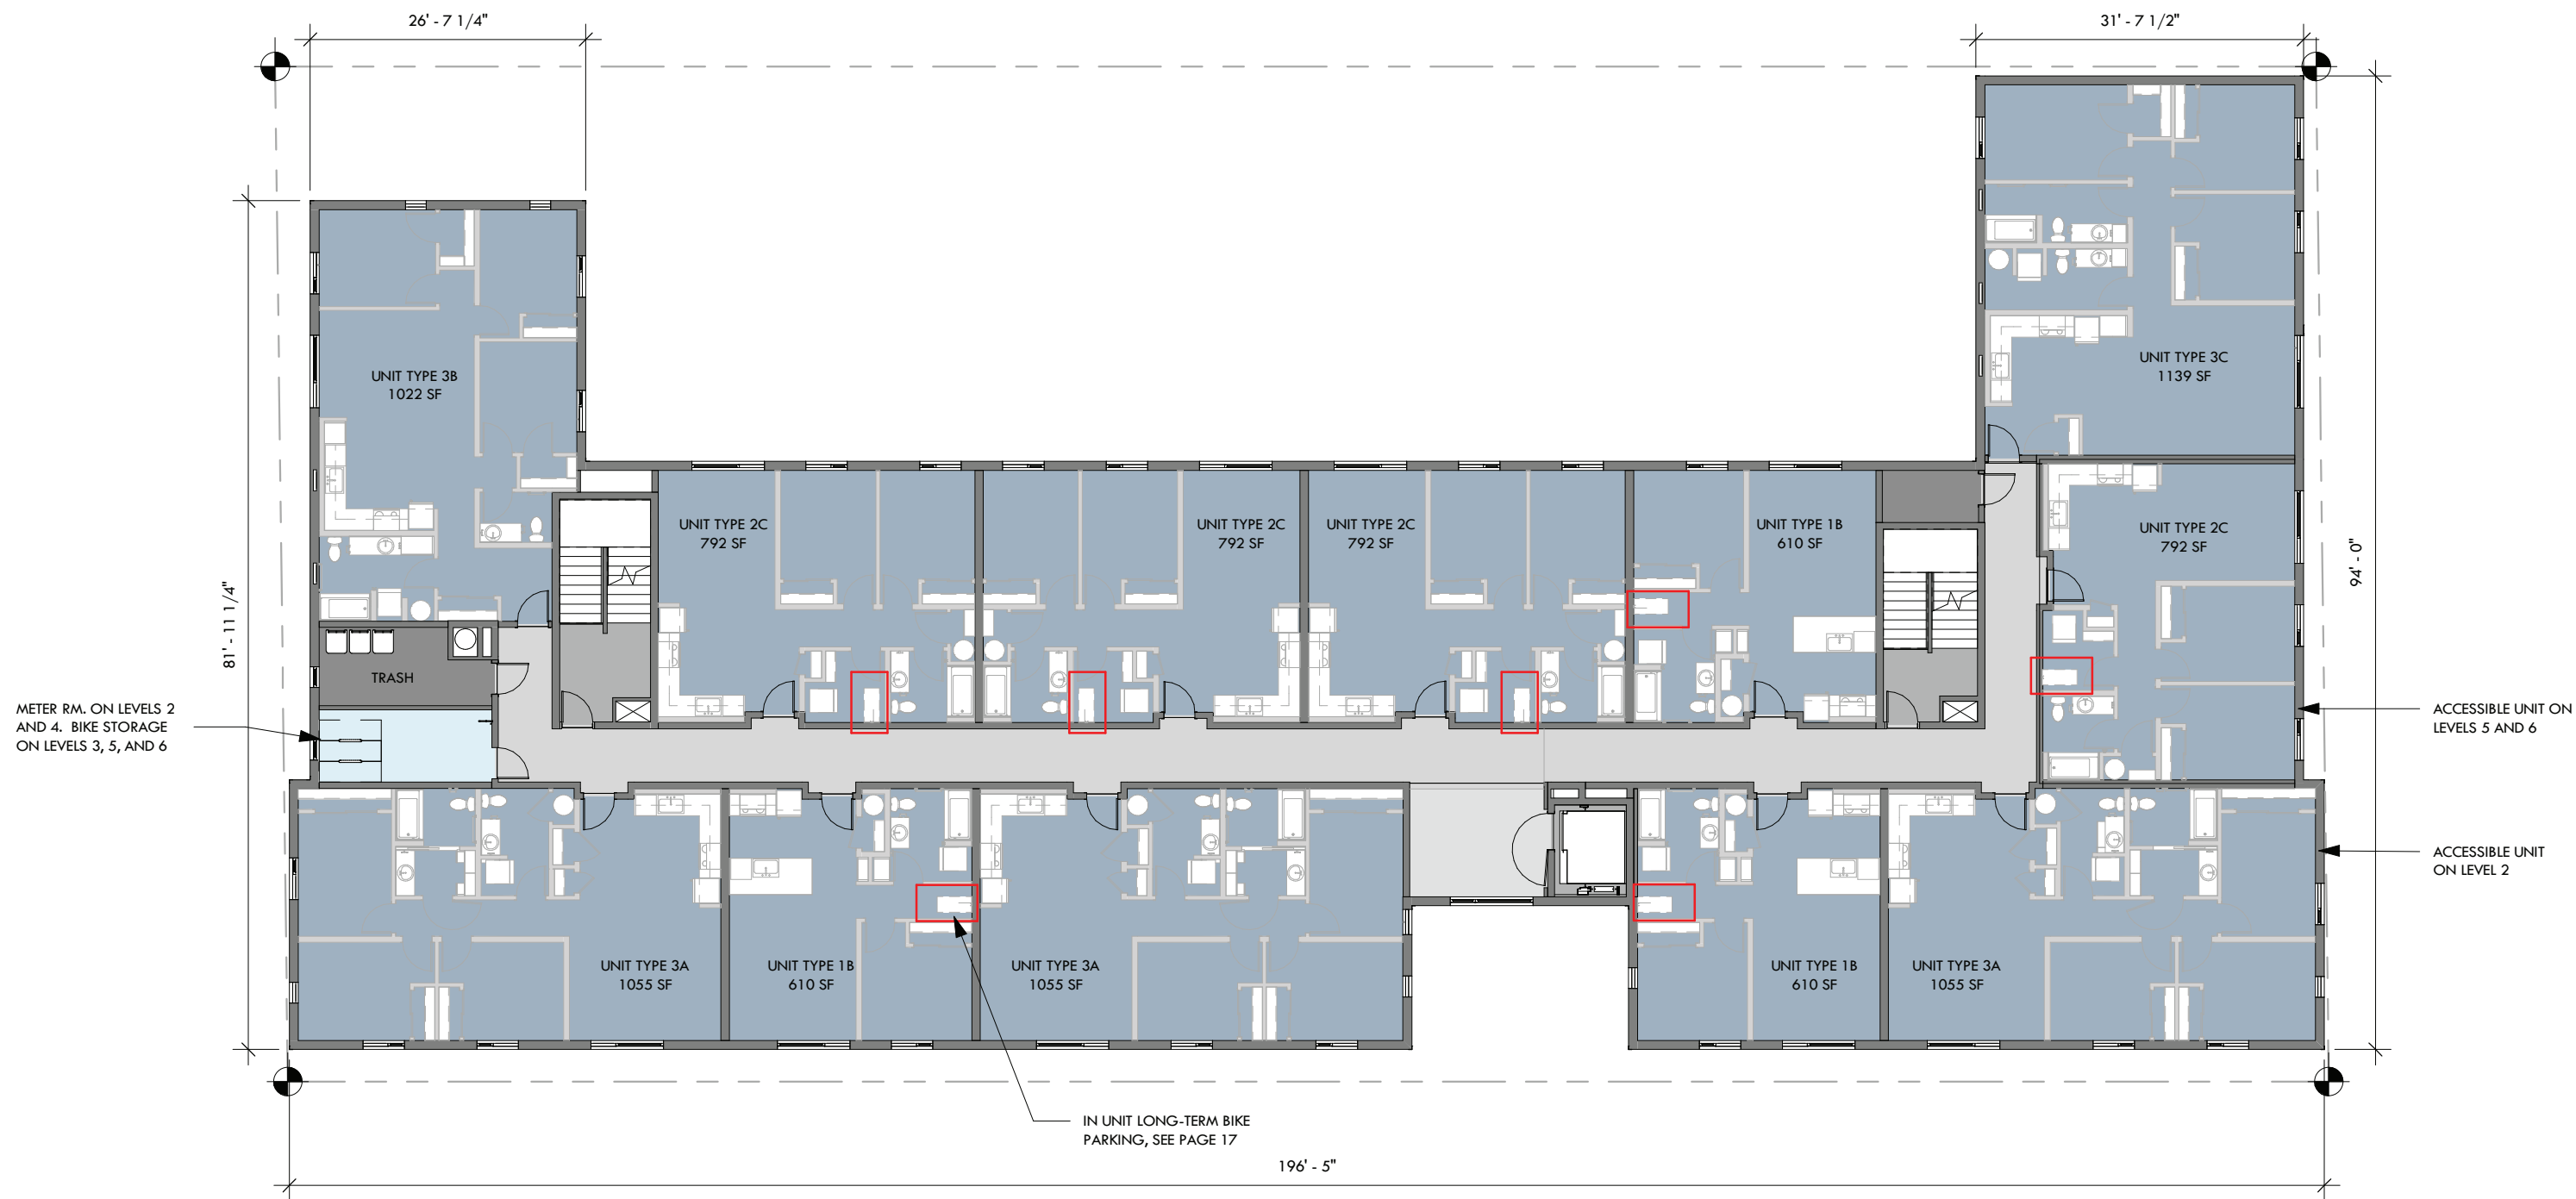 26' - 7 1/4"
31' - 7 1/2"
UNIT TYPE 3B
1022 SF
UNIT TYPE 3C
1139 SF
UNIT TYPE 2C
792 SF
UNIT TYPE 2C
792 SF
UNIT TYPE 2C
792 SF
UNIT TYPE 1B
610 SF
UNIT TYPE 2C
792 SF
81' - 11 1/4"
94' - 0"
TRASH
METER RM. ON LEVELS 2
AND 4. BIKE STORAGE
ON LEVELS 3, 5, AND 6
ACCESSIBLE UNIT ON
LEVELS 5 AND 6
ACCESSIBLE UNIT
ON LEVEL 2
UNIT TYPE 3A
1055 SF
UNIT TYPE 1B
610 SF
UNIT TYPE 3A
1055 SF
UNIT TYPE 1B
610 SF
UNIT TYPE 3A
1055 SF
IN UNIT LONG-TERM BIKE
PARKING, SEE PAGE 17
196' - 5"